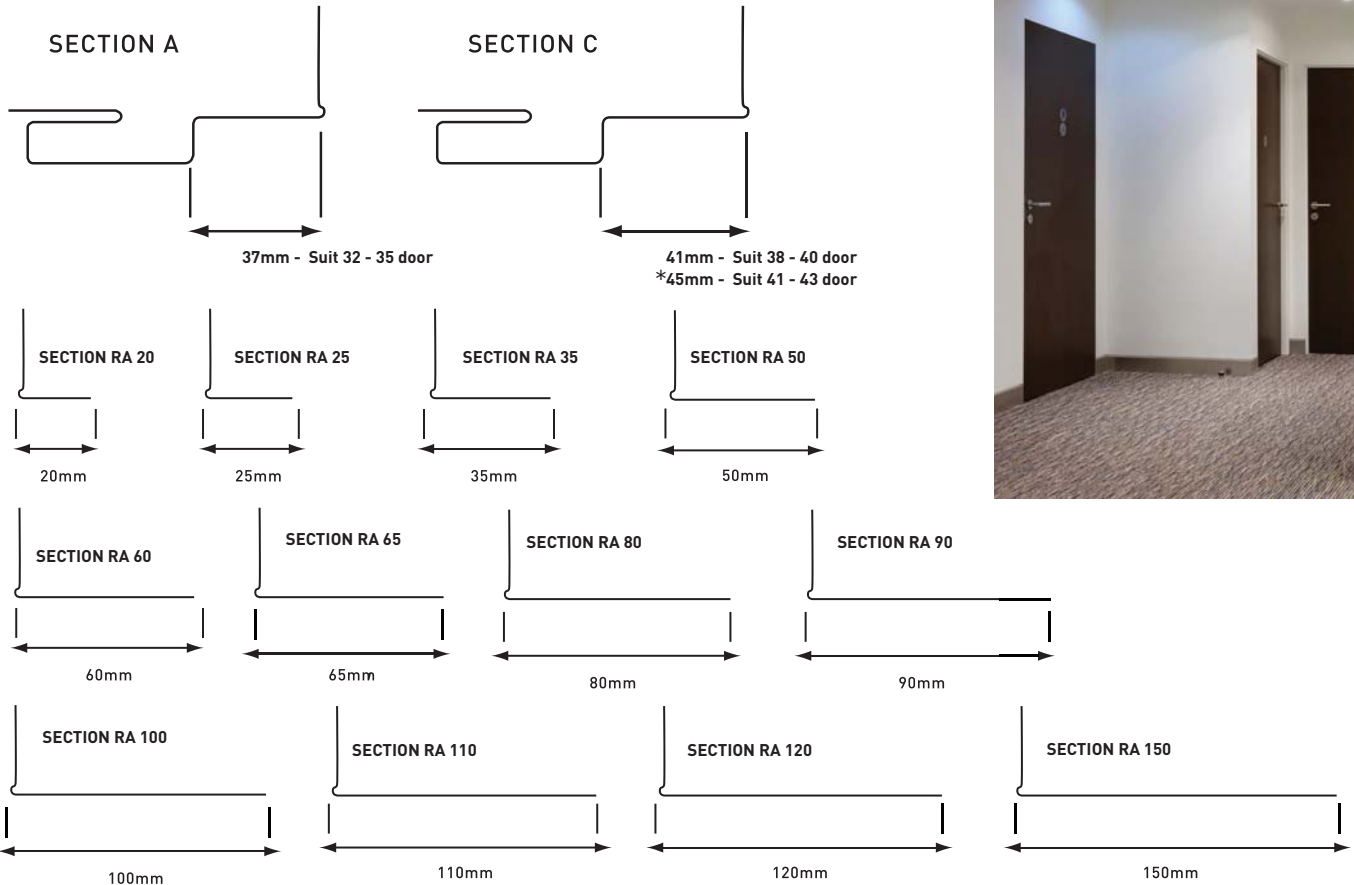 SECTION A
SECTION C
37mm - Suit 32 - 35 door
41mm - Suit 38 - 40 door
*45mm - Suit 41 - 43 door
SECTION RA 20
SECTION RA 25
SECTION RA 35
SECTION RA 50
20mm
25mm
35mm
50mm
SECTION RA 60
SECTION RA 65
SECTION RA 80
SECTION RA 90
60mm
65mm
80mm
90mm
SECTION RA 100
SECTION RA 110
SECTION RA 120
SECTION RA 150
100mm
110mm
120mm
150mm